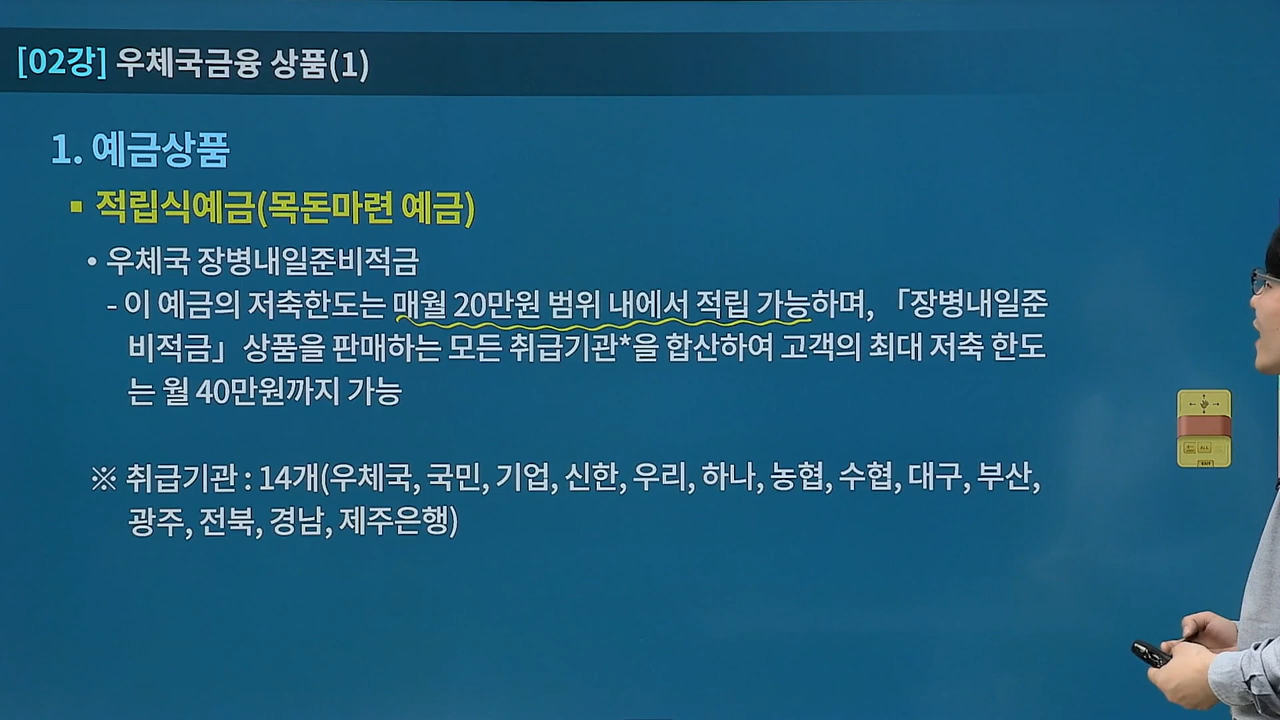 [02강] 우체국금융 상품(1)
1. 예금상품
▪ 적립식예금(목돈마련 예금)
• 우체국 장병내일준비적금
- 이 예금의 저축한도는 매월 20만원 범위 내에서 적립 가능하며, 「장병내일준
비적금」 상품을 판매하는 모든 취급기관*을 합산하여 고객의 최대 저축 한도
는 월 40만원까지 가능
※ 취급기관 : 14개(우체국, 국민, 기업, 신한, 우리, 하나, 농협, 수협, 대구, 부산,
광주, 전북, 경남, 제주은행)